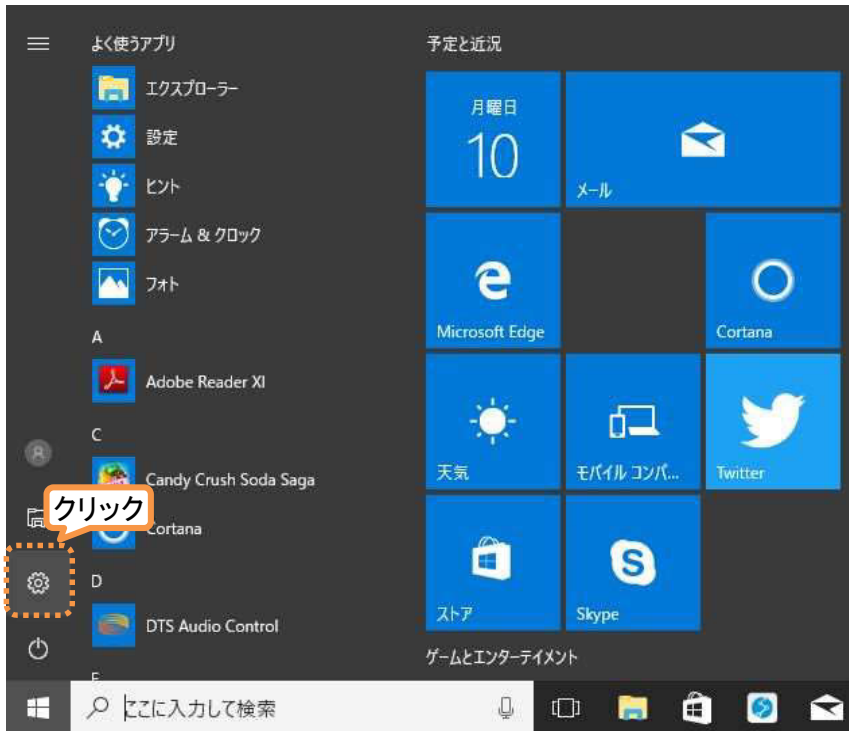 よく使うアプリ
エクスプローラー
設定
ヒント
アラーム & クロック
フォト
A
Adobe Reader XI
C
Candy Crush Soda Saga
クリック
Cortana
D
DTS Audio Control
E
予定と近況
月曜日
10
メール
Microsoft Edge
Cortana
天気
モバイル コンパ...
Twitter
ストア
Skype
ゲームとエンターテイメント
ここに入力して検索